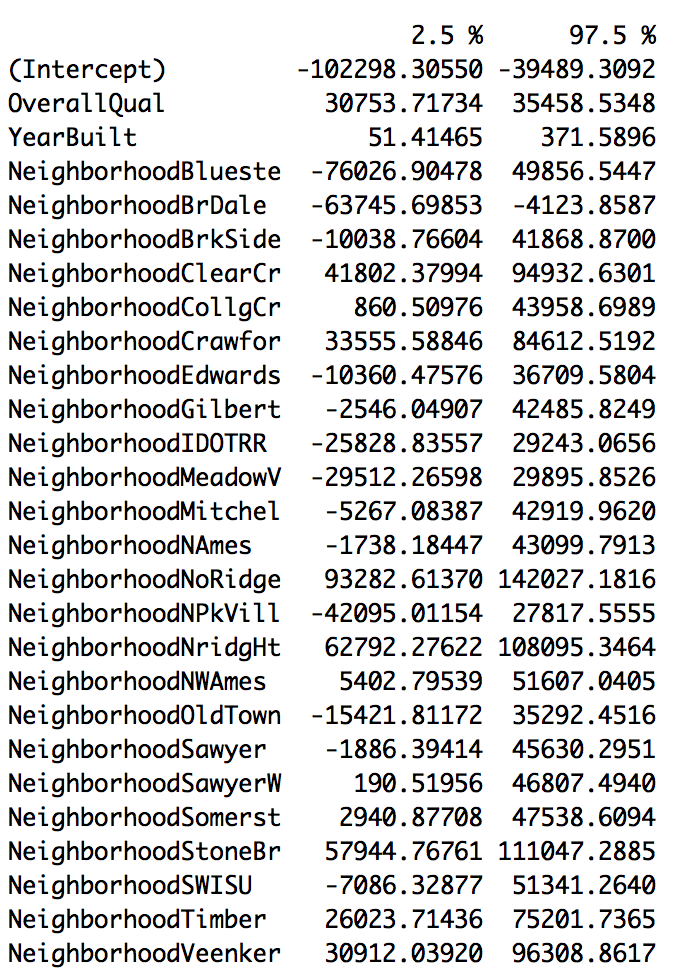 2.5 % 97.5 %
(Intercept) -102298.30550 -39489.3092
OverallQual 30753.71734 35458.5348
YearBuilt 51.41465 371.5896
NeighborhoodBlueste -76026.90478 49856.5447
NeighborhoodBrDale -63745.69853 -4123.8587
NeighborhoodBrkSide -10038.76604 41868.8700
NeighborhoodClearCr 41802.37994 94932.6301
NeighborhoodCollgCr 860.50976 43958.6989
NeighborhoodCrawfor 33555.58846 84612.5192
NeighborhoodEdwards -10360.47576 36709.5804
NeighborhoodGilbert -2546.04907 42485.8249
NeighborhoodIDOTRR -25828.83557 29243.0656
NeighborhoodMeadowV -29512.26598 29895.8526
NeighborhoodMitchel -5267.08387 42919.9620
NeighborhoodNAmes -1738.18447 43099.7913
NeighborhoodNoRidge 93282.61370 142027.1816
NeighborhoodNPkVill -42095.01154 27817.5555
NeighborhoodNridgHt 62792.27622 108095.3464
NeighborhoodNWAmes 5402.79539 51607.0405
NeighborhoodOldTown -15421.81172 35292.4516
NeighborhoodSawyer -1886.39414 45630.2951
NeighborhoodSawyerW 190.51956 46807.4940
NeighborhoodSomerst 2940.87708 47538.6094
NeighborhoodStoneBr 57944.76761 111047.2885
NeighborhoodSWISU -7086.32877 51341.2640
NeighborhoodTimber 26023.71436 75201.7365
NeighborhoodVeenker 30912.03920 96308.8617